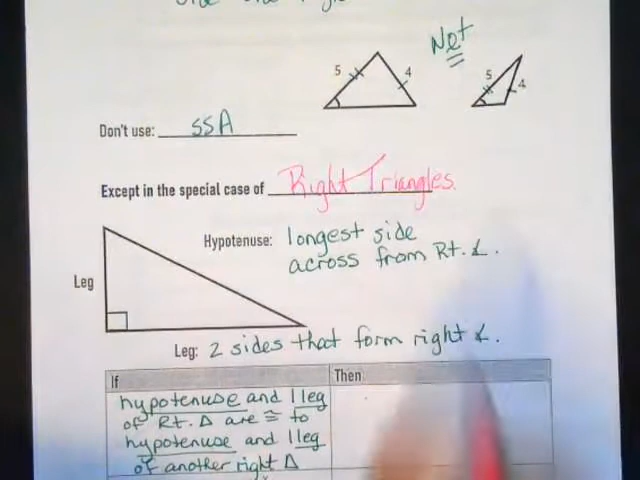 Not
5 4
5 4
Don't use: SSA
Except in the special case of Right Triangles.
Hypotenuse: longest side
across from Rt. ∡.
Leg
Leg: 2 sides that form right ∡.
If Then
hypotenuse and 1 leg
of Rt. Δ are ≅ to
hypotenuse and 1 leg
of another right Δ